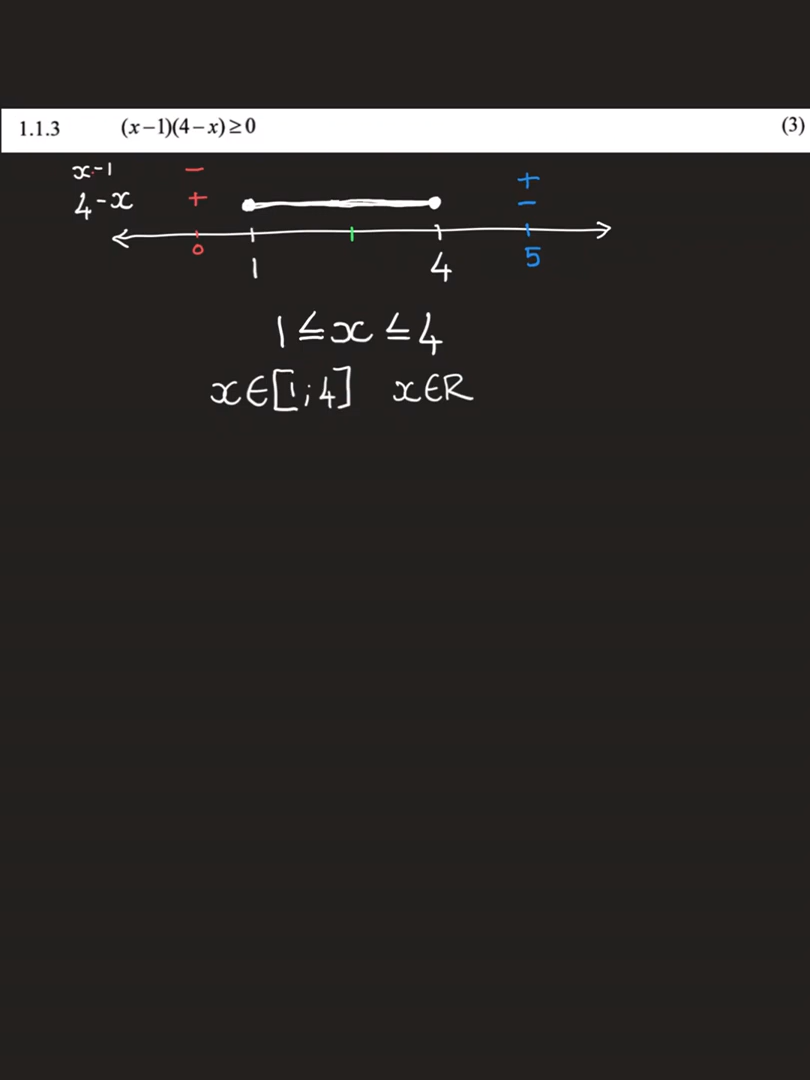 1.1.3 (x−1)(4−x)≥0 (3)
x-1 − +
4-x + −
0 1 4 5
1 ≤ x ≤ 4
x∈[1;4] x∈R